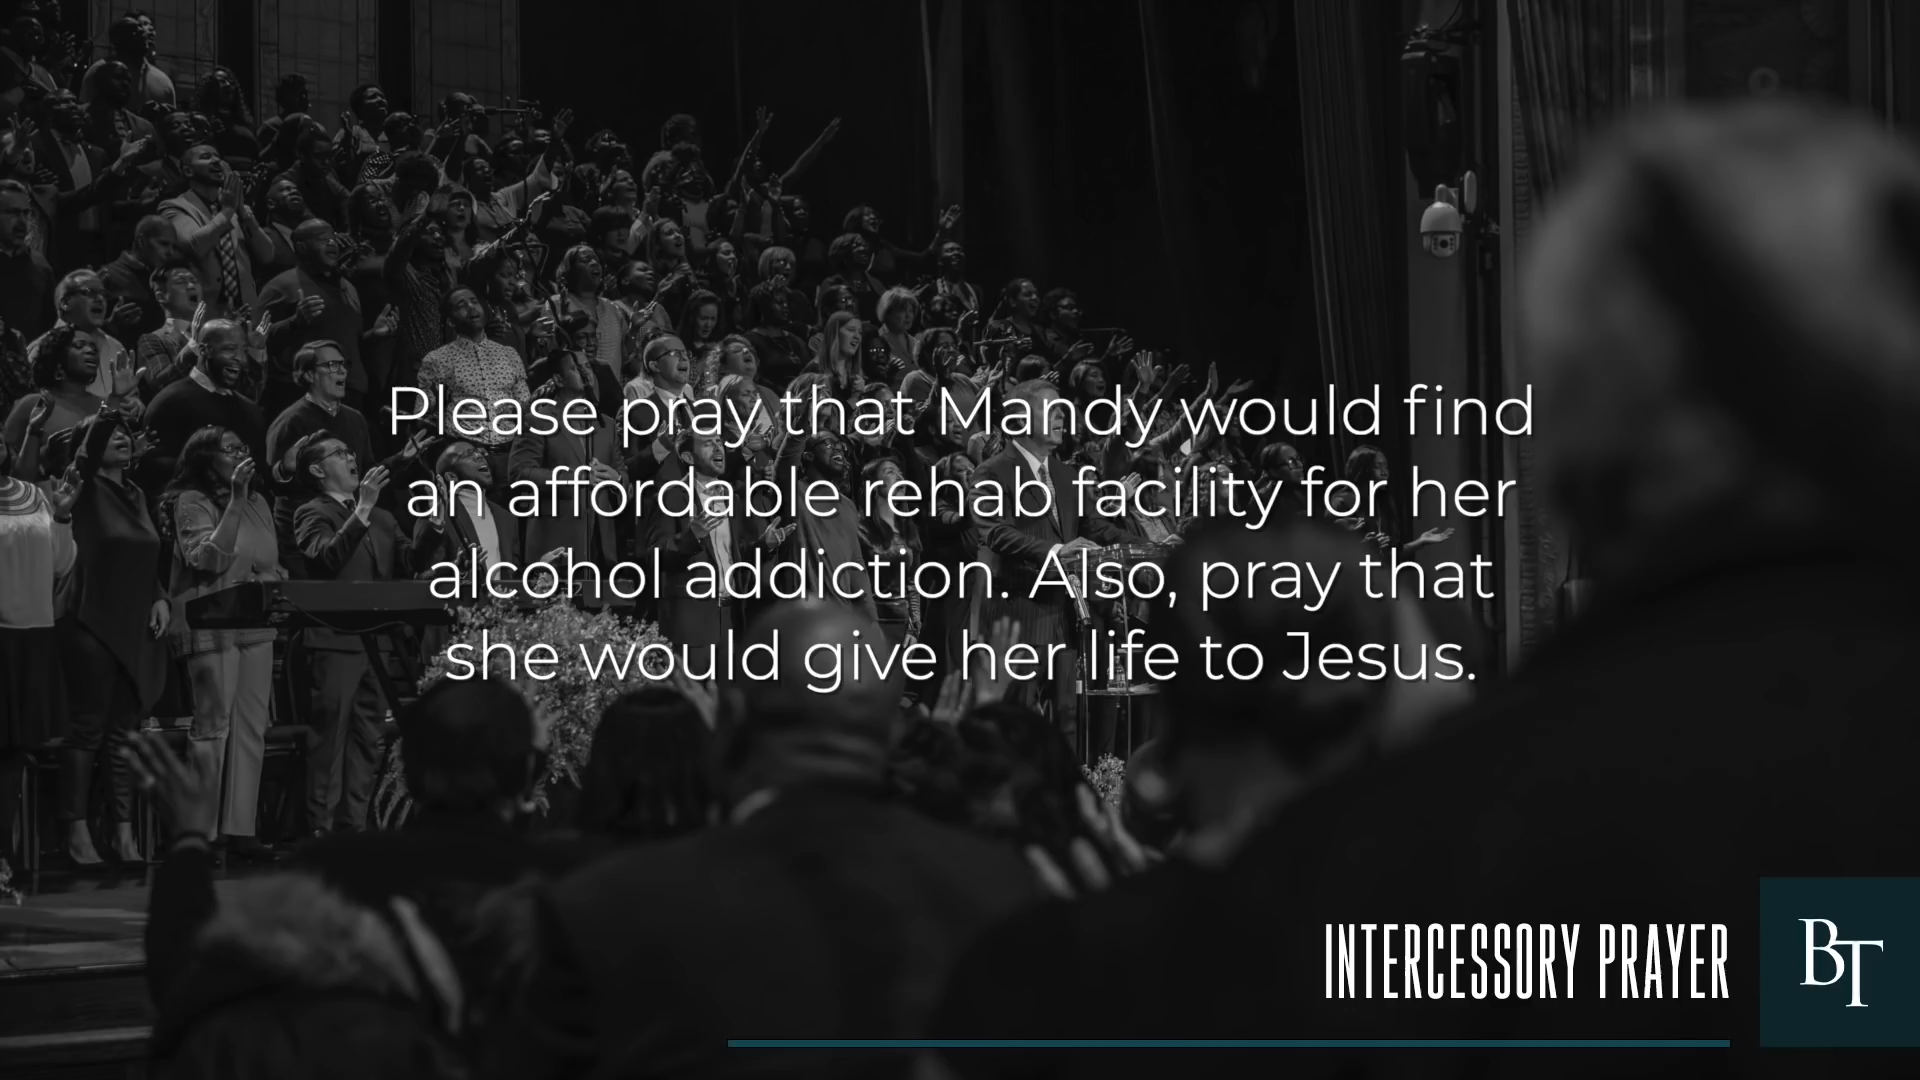 Please pray that Mandy would find
an affordable rehab facility for her
alcohol addiction. Also, pray that
she would give her life to Jesus.
INTERCESSORY PRAYER
BT